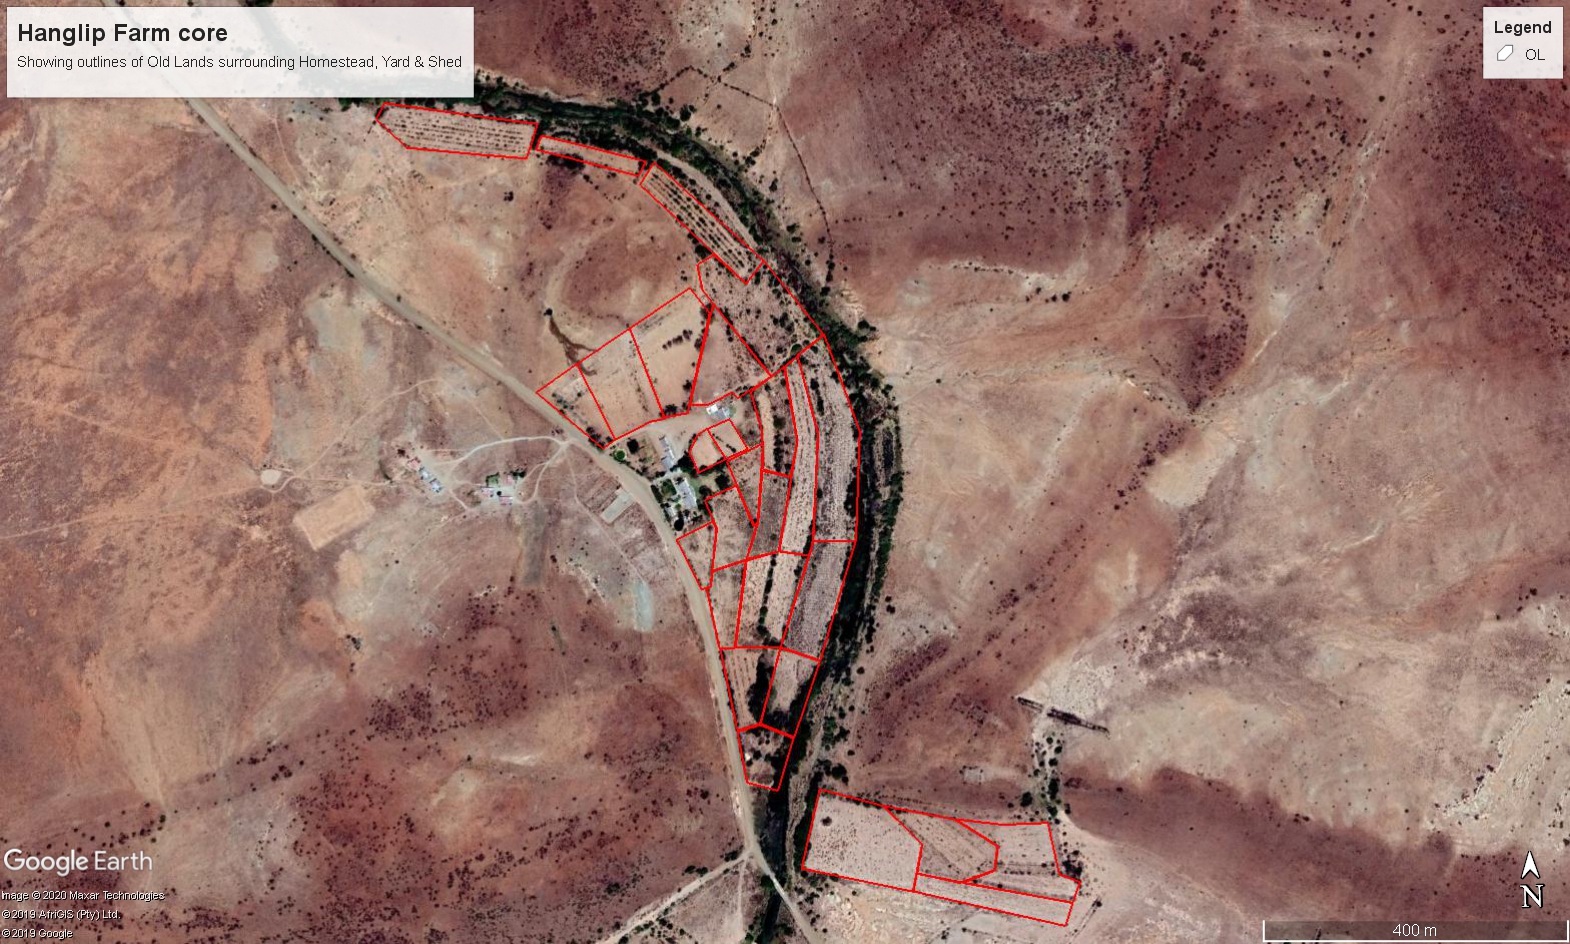 Hanglip Farm core
Showing outlines of Old Lands surrounding Homestead, Yard & Shed
Legend
OL
Google Earth
Image © 2020 Maxar Technologies
© 2019 AfriGIS (Pty) Ltd.
© 2019 Google
N
400 m